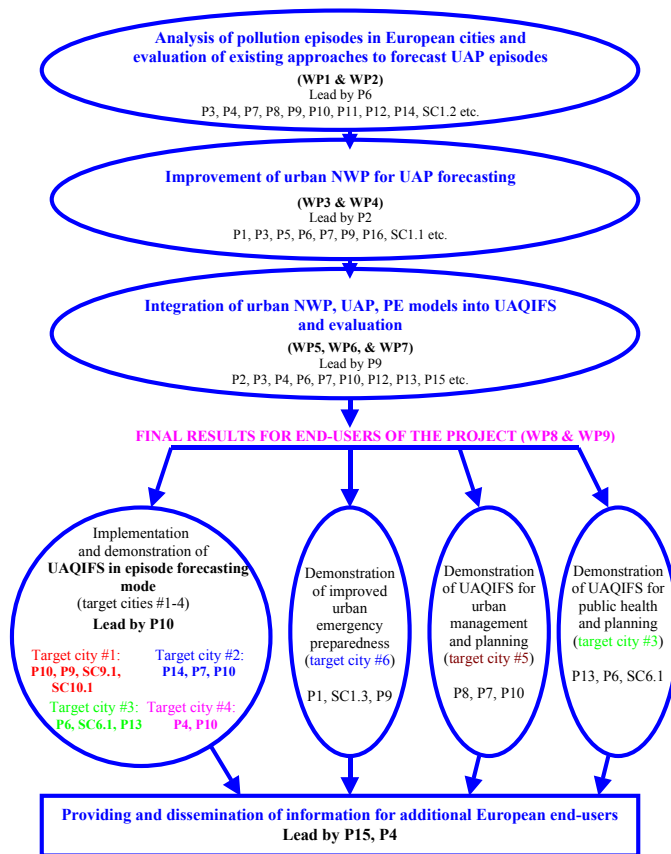 Analysis of pollution episodes in European cities and
evaluation of existing approaches to forecast UAP episodes
(WP1 & WP2)
Lead by P6
P3, P4, P7, P8, P9, P10, P11, P12, P14, SC1.2 etc.
Improvement of urban NWP for UAP forecasting
(WP3 & WP4)
Lead by P2
P1, P3, P5, P6, P7, P9, P16, SC1.1 etc.
Integration of urban NWP, UAP, PE models into UAQIFS
and evaluation
(WP5, WP6, & WP7)
Lead by P9
P2, P3, P4, P6, P7, P10, P12, P13, P15 etc.
FINAL RESULTS FOR END-USERS OF THE PROJECT (WP8 & WP9)
Implementation
and demonstration of
UAQIFS in episode forecasting
mode
(target cities #1-4)
Lead by P10
Target city #1:
P10, P9, SC9.1,
SC10.1
Target city #2:
P14, P7, P10
Target city #3:
P6, SC6.1, P13
Target city #4:
P4, P10
Demonstration
of improved
urban
emergency
preparedness
(target city #6)
P1, SC1.3, P9
Demonstration
of UAQIFS for
urban
management
and planning
(target city #5)
P8, P7, P10
Demonstration
of UAQIFS for
public health
and planning
(target city #3)
P13, P6, SC6.1
Providing and dissemination of information for additional European end-users
Lead by P15, P4